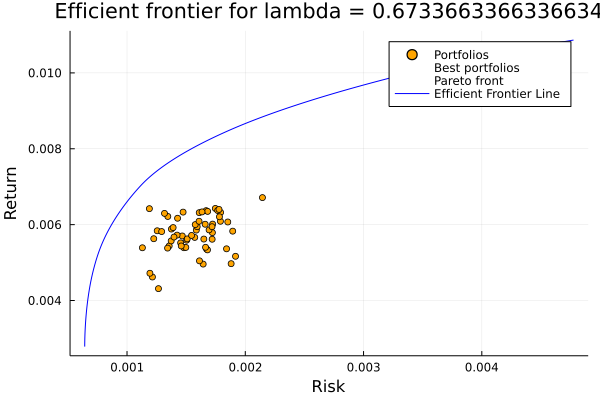 Efficient frontier for lambda = 0.6733663366336634
Portfolios
Best portfolios
Pareto front
Efficient Frontier Line
0.010
0.008
0.006
0.004
Return
0.001 0.002 0.003 0.004
Risk